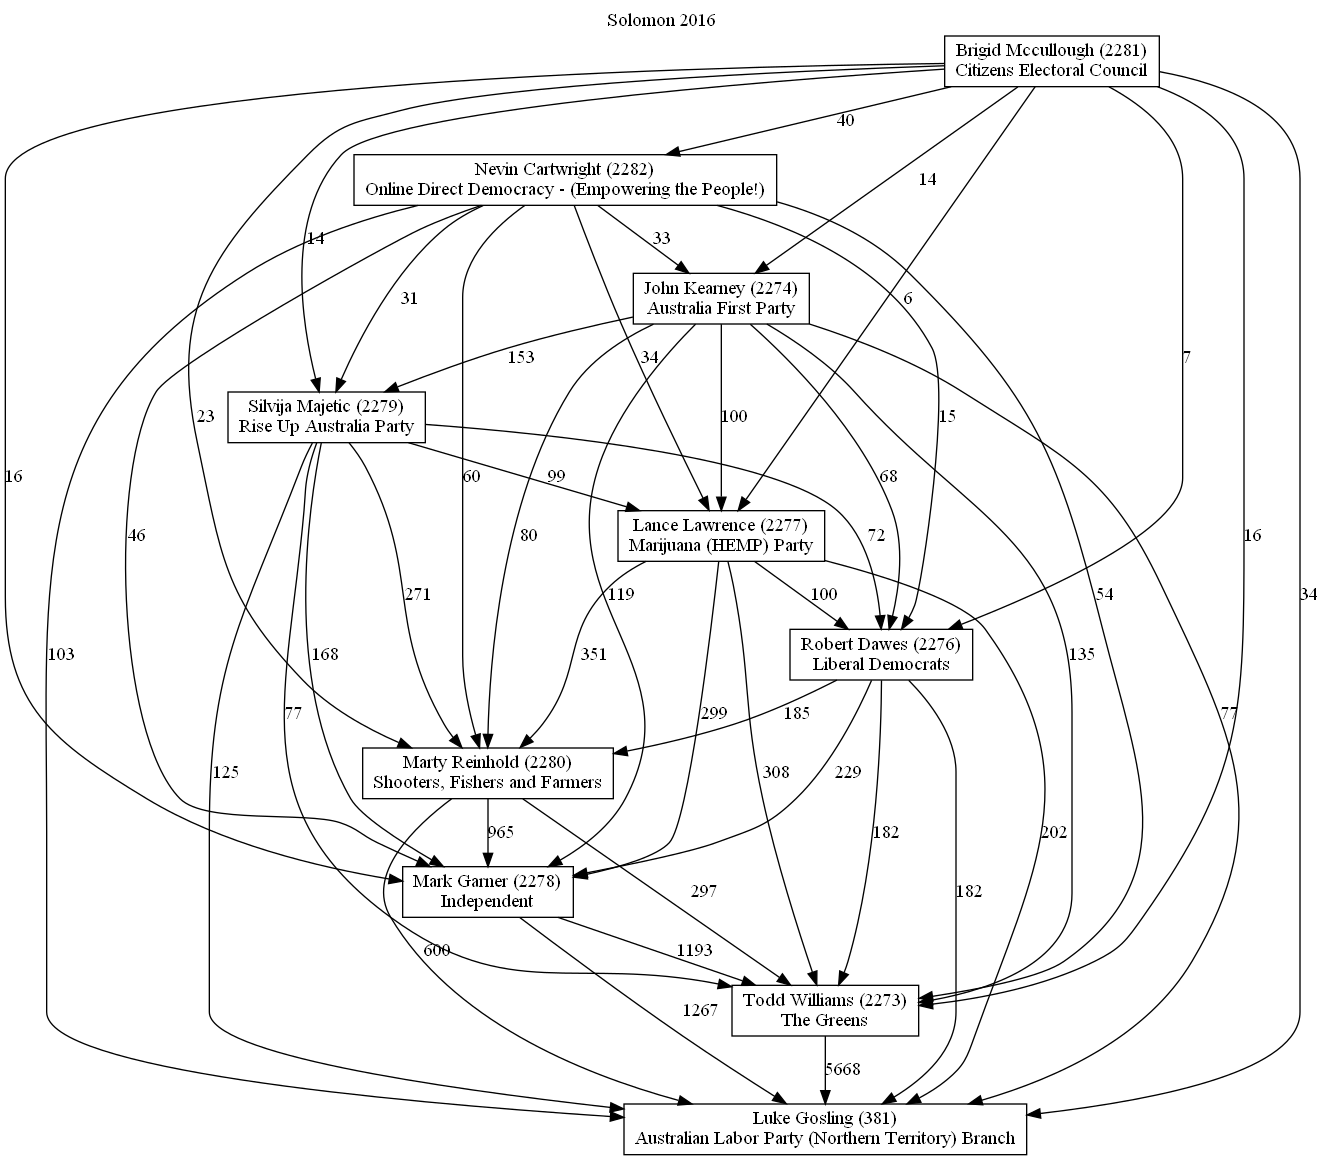 Solomon 2016
Brigid Mccullough (2281)
Citizens Electoral Council
40
Nevin Cartwright (2282)
Online Direct Democracy - (Empowering the People!)
14
14
33
31
6
John Kearney (2274)
Australia First Party
153
34
7
100
15
23
Silvija Majetic (2279)
Rise Up Australia Party
16
60
99
68
46
80
Lance Lawrence (2277)
Marijuana (HEMP) Party
72
16
271
119
100
54
34
103
168
351
Robert Dawes (2276)
Liberal Democrats
135
77
299
185
77
Marty Reinhold (2280)
Shooters, Fishers and Farmers
125
308
229
965
182
202
Mark Garner (2278)
Independent
297
182
600
1193
Todd Williams (2273)
The Greens
1267
5668
Luke Gosling (381)
Australian Labor Party (Northern Territory) Branch